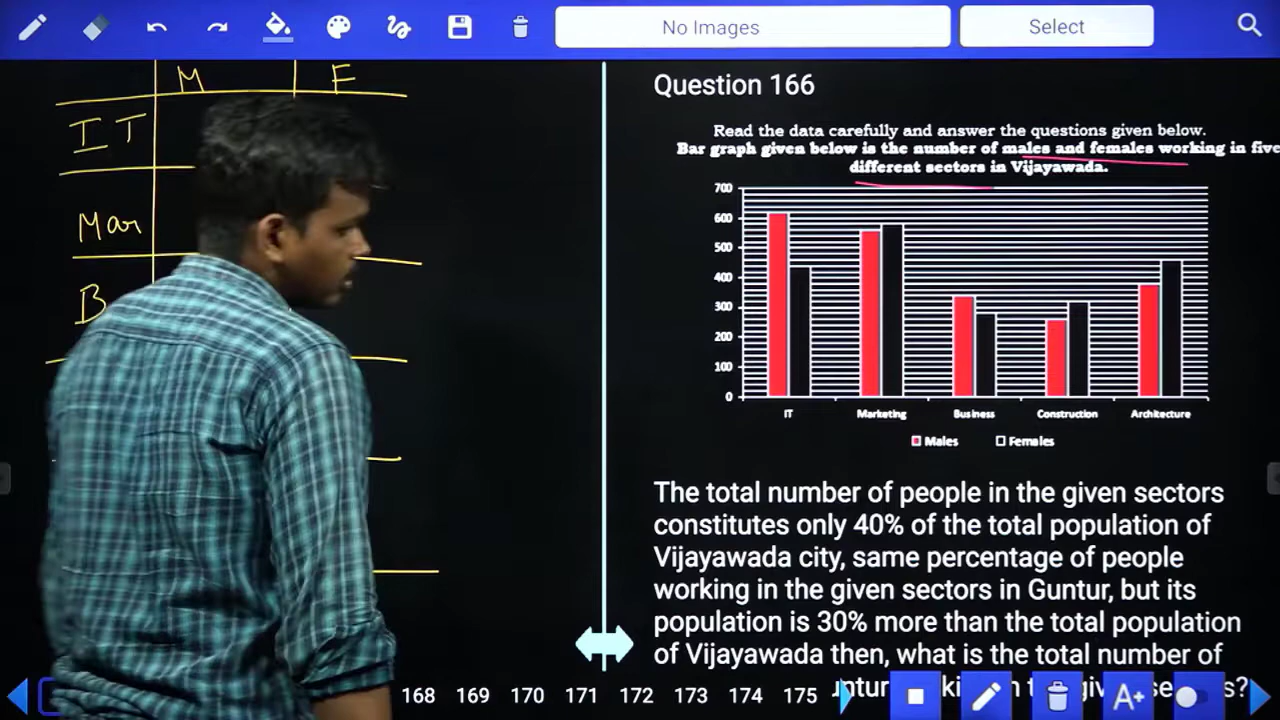 No Images
Select
M F
I T
Mar
B
Question 166
Read the data carefully and answer the questions given below.
Bar graph given below is the number of males and females working in five
different sectors in Vijayawada.
700
600
500
400
300
200
100
0
IT Marketing Business Construction Architecture
Males Females
The total number of people in the given sectors
constitutes only 40% of the total population of
Vijayawada city, same percentage of people
working in the given sectors in Guntur, but its
population is 30% more than the total population
of Vijayawada then, what is the total number of
168 169 170 171 172 173 174 175
A+